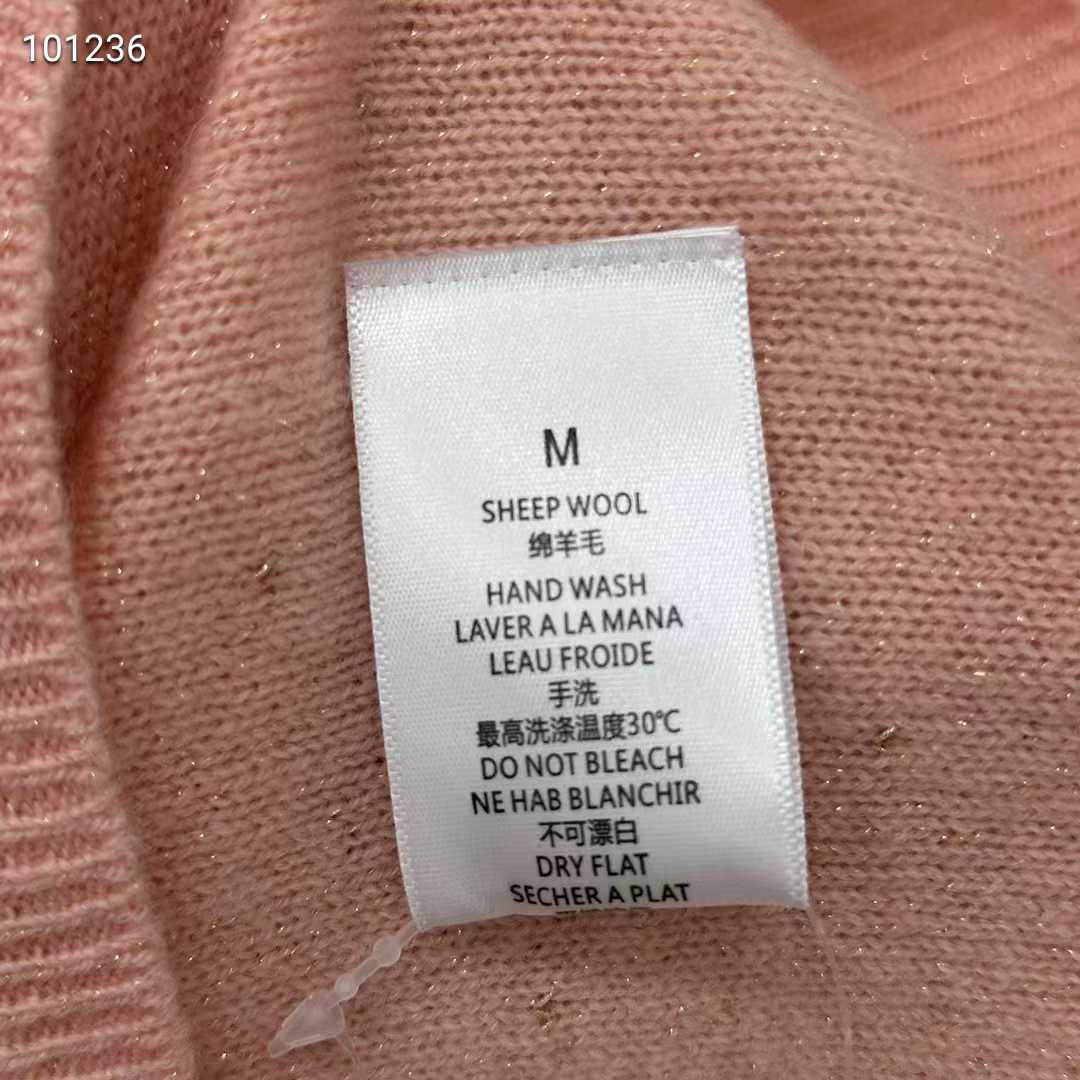 101236
M
SHEEP WOOL
绵羊毛
HAND WASH
LAVER A LA MANA
LEAU FROIDE
手洗
最高洗涤温度30℃
DO NOT BLEACH
NE HAB BLANCHIR
不可漂白
DRY FLAT
SECHER A PLAT